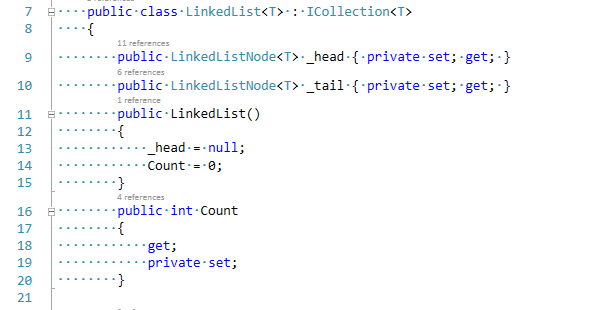 7 public class LinkedList<T> : ICollection<T>
8 {
11 references
9 public LinkedListNode<T> _head { private set; get; }
6 references
10 public LinkedListNode<T> _tail { private set; get; }
1 reference
11 public LinkedList()
12 {
13 _head = null;
14 Count = 0;
15 }
4 references
16 public int Count
17 {
18 get;
19 private set;
20 }
21